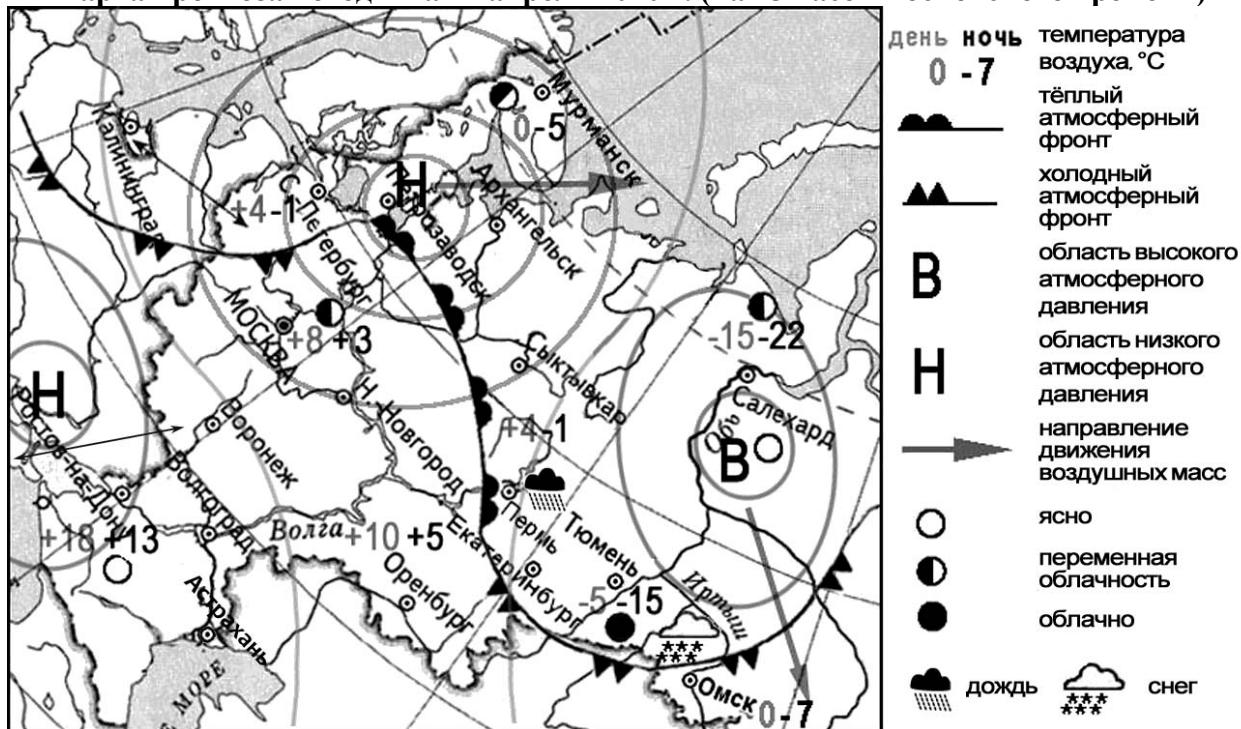 день ночь
0 -7
температура
воздуха, °С
тёплый
атмосферный
фронт
холодный
атмосферный
фронт
В
область высокого
атмосферного
давления
Н
область низкого
атмосферного
давления
направление
движения
воздушных масс
ясно
переменная
облачность
облачно
дождь
снег
Мурманск
0 -5
Калининград
С.-Петербург
+4 -1
Н
Петрозаводск
Архангельск
МОСКВА
+8 +3
Сыктывкар
-15 -22
Салехард
Обь
В
Н
Воронеж
Н. Новгород
+4 -1
Ростов-на-Дону
Волгоград
Волга
+10 +5
Пермь
Тюмень
Екатеринбург
Иртыш
+18 +13
Оренбург
-5 -15
Астрахань
МОРЕ
Омск
0 -7